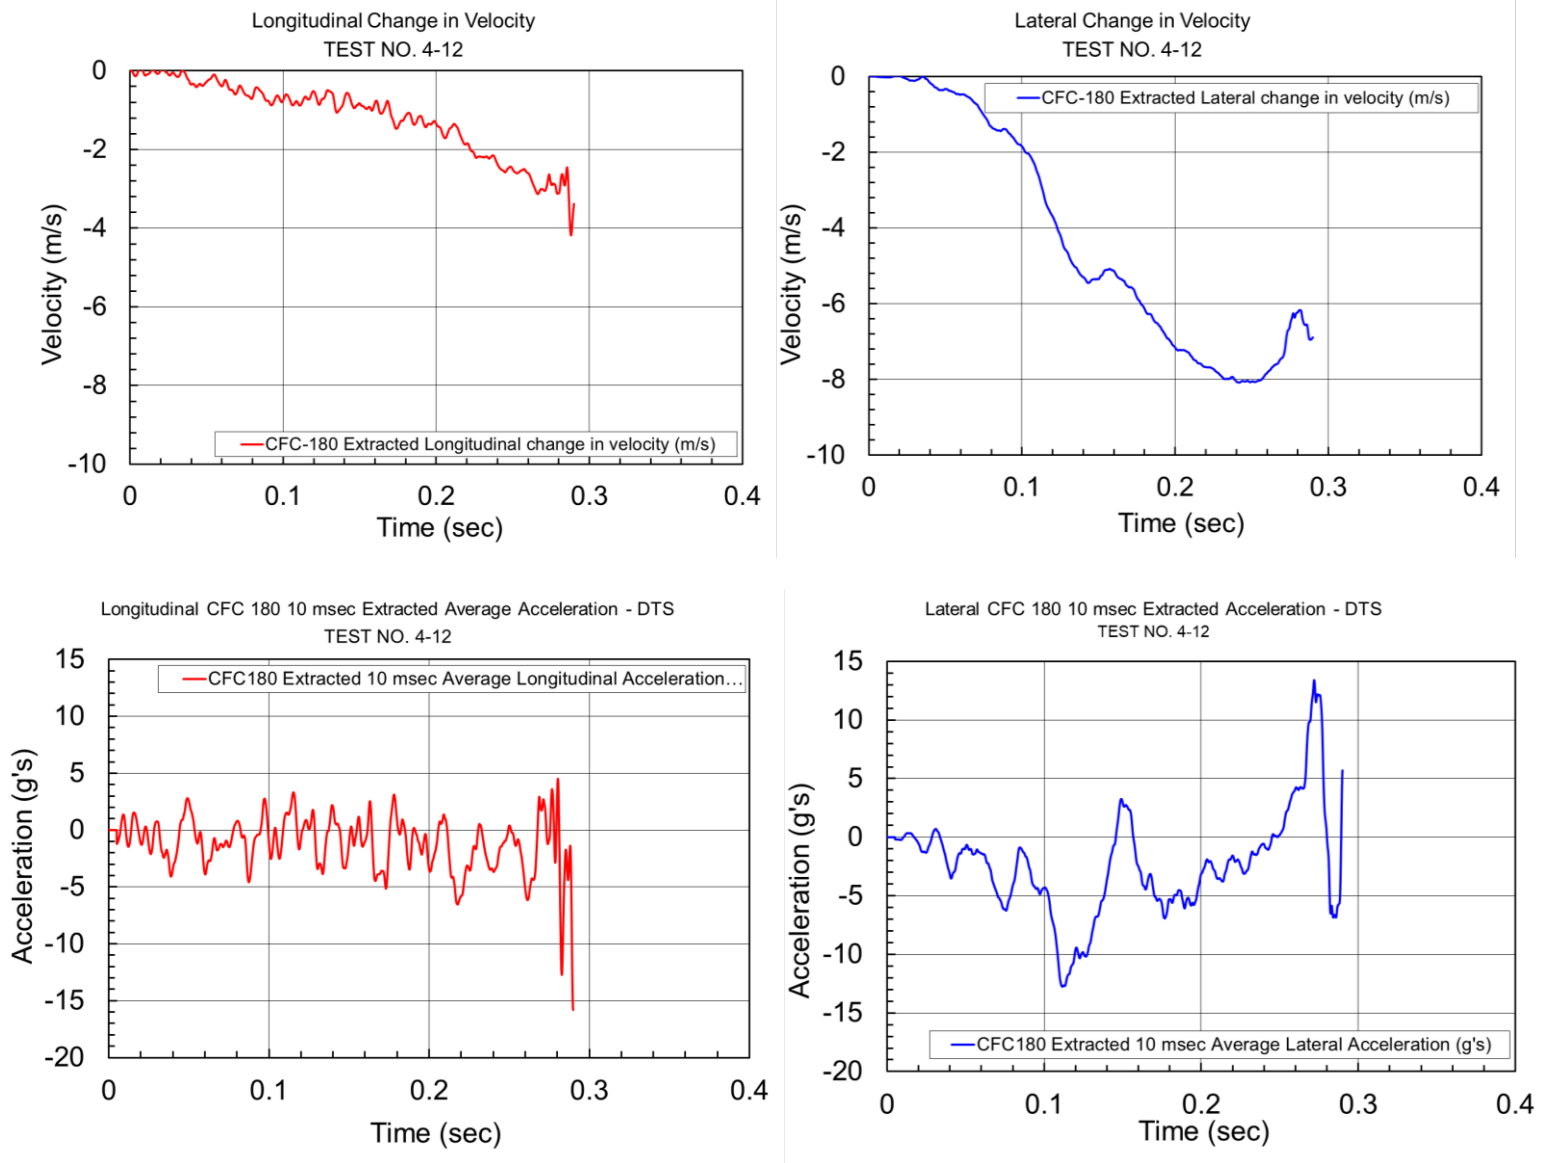 Longitudinal Change in Velocity
TEST NO. 4-12
0
-2
-4
-6
-8
-10
Velocity (m/s)
CFC-180 Extracted Longitudinal change in velocity (m/s)
0 0.1 0.2 0.3 0.4
Time (sec)
Lateral Change in Velocity
TEST NO. 4-12
0
-2
-4
-6
-8
-10
Velocity (m/s)
CFC-180 Extracted Lateral change in velocity (m/s)
0 0.1 0.2 0.3 0.4
Time (sec)
Longitudinal CFC 180 10 msec Extracted Average Acceleration - DTS
TEST NO. 4-12
15
10
5
0
-5
-10
-15
-20
Acceleration (g's)
CFC180 Extracted 10 msec Average Longitudinal Acceleration…
0 0.1 0.2 0.3 0.4
Time (sec)
Lateral CFC 180 10 msec Extracted Acceleration - DTS
TEST NO. 4-12
15
10
5
0
-5
-10
-15
-20
Acceleration (g's)
CFC180 Extracted 10 msec Average Lateral Acceleration (g's)
0 0.1 0.2 0.3 0.4
Time (sec)